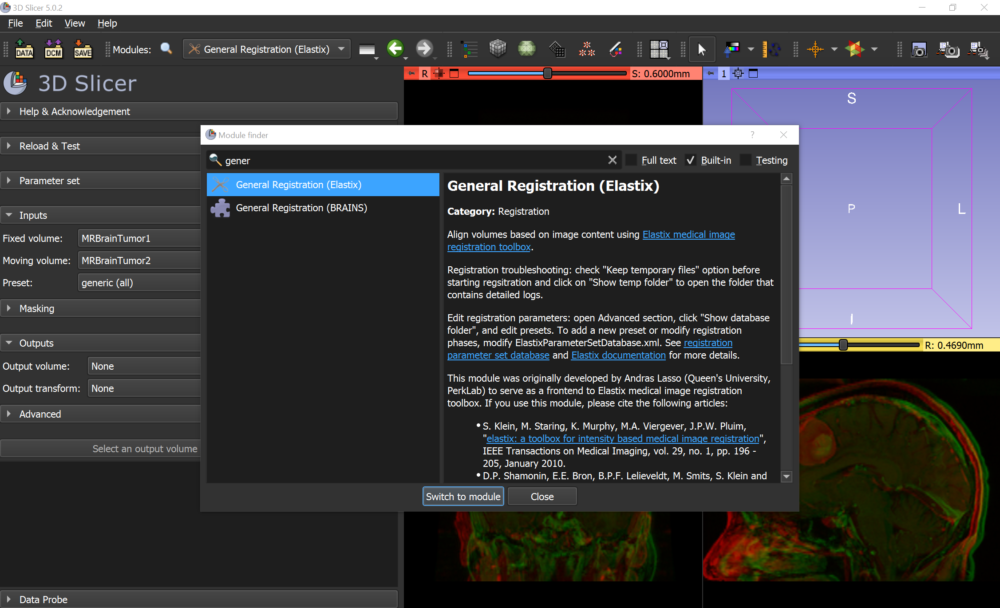 3D Slicer 5.0.2
File Edit View Help
DATA DCM SAVE Modules: General Registration (Elastix)
3D Slicer
Help & Acknowledgement
Reload & Test
Parameter set
Inputs
Fixed volume: MRBrainTumor1
Moving volume: MRBrainTumor2
Preset: generic (all)
Masking
Outputs
Output volume: None
Output transform: None
Advanced
Select an output volume
Data Probe
R S: 0.6000mm
1
S
P
L
I
R: 0.4690mm
Module finder
?
gener
Full text Built-in Testing
General Registration (Elastix)
General Registration (BRAINS)
General Registration (Elastix)
Category: Registration
Align volumes based on image content using Elastix medical image
registration toolbox.
Registration troubleshooting: check "Keep temporary files" option before
starting regsitration and click on "Show temp folder" to open the folder that
contains detailed logs.
Edit registration parameters: open Advanced section, click "Show database
folder", and edit presets. To add a new preset or modify registration
phases, modify ElastixParameterSetDatabase.xml. See registration
parameter set database and Elastix documentation for more details.
This module was originally developed by Andras Lasso (Queen's University,
PerkLab) to serve as a frontend to Elastix medical image registration
toolbox. If you use this module, please cite the following articles:
• S. Klein, M. Staring, K. Murphy, M.A. Viergever, J.P.W. Pluim,
"elastix: a toolbox for intensity based medical image registration",
IEEE Transactions on Medical Imaging, vol. 29, no. 1, pp. 196 -
205, January 2010.
• D.P. Shamonin, E.E. Bron, B.P.F. Lelieveldt, M. Smits, S. Klein and
Switch to module Close